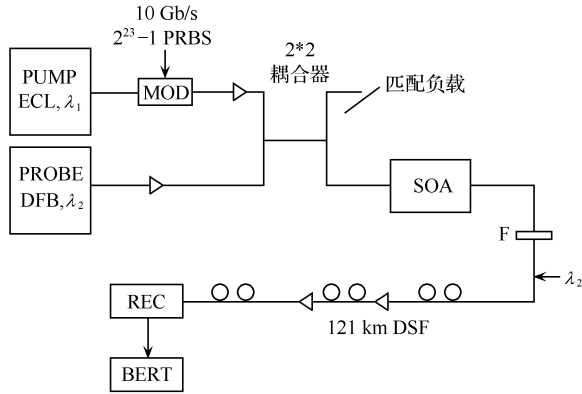 10 Gb/s
2²³−1 PRBS
PUMP
ECL, λ₁
MOD
2*2
耦合器
匹配负载
PROBE
DFB, λ₂
SOA
F
λ₂
REC
121 km DSF
BERT